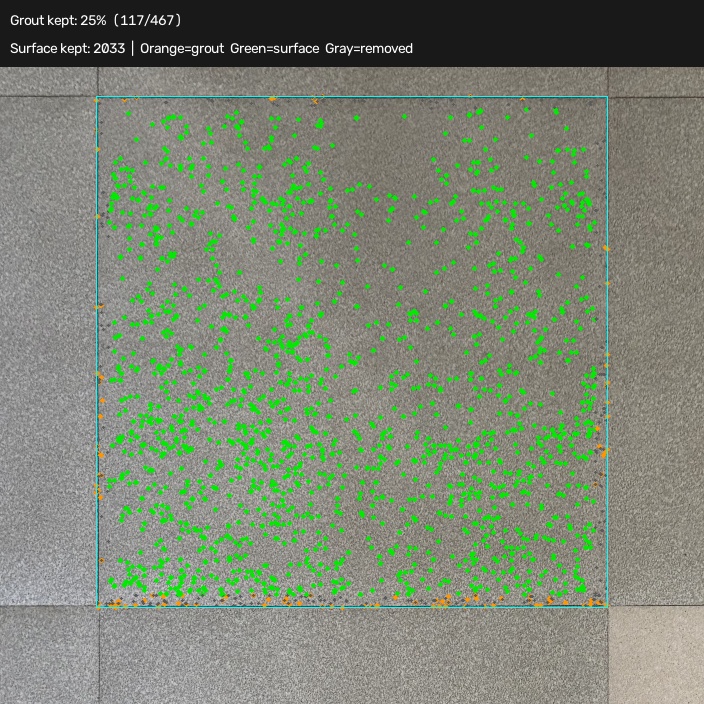 Grout kept: 25% (117/467)
Surface kept: 2033 | Orange=grout Green=surface Gray=removed